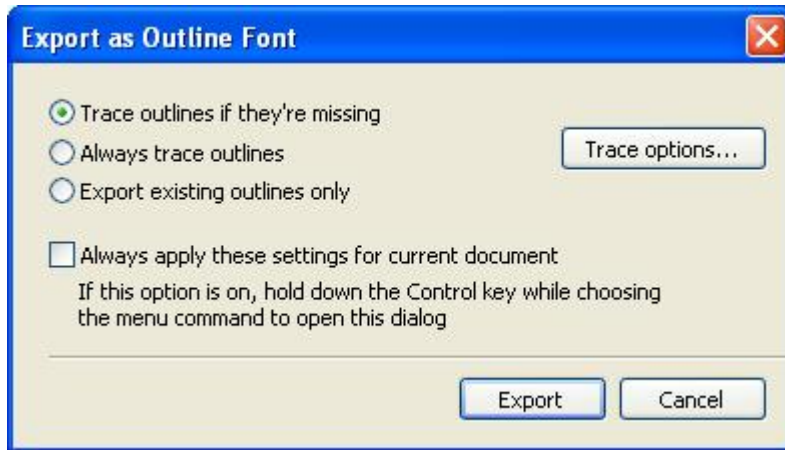 Export as Outline Font
Trace outlines if they're missing
Always trace outlines
Trace options...
Export existing outlines only
Always apply these settings for current document
If this option is on, hold down the Control key while choosing
the menu command to open this dialog
Export
Cancel